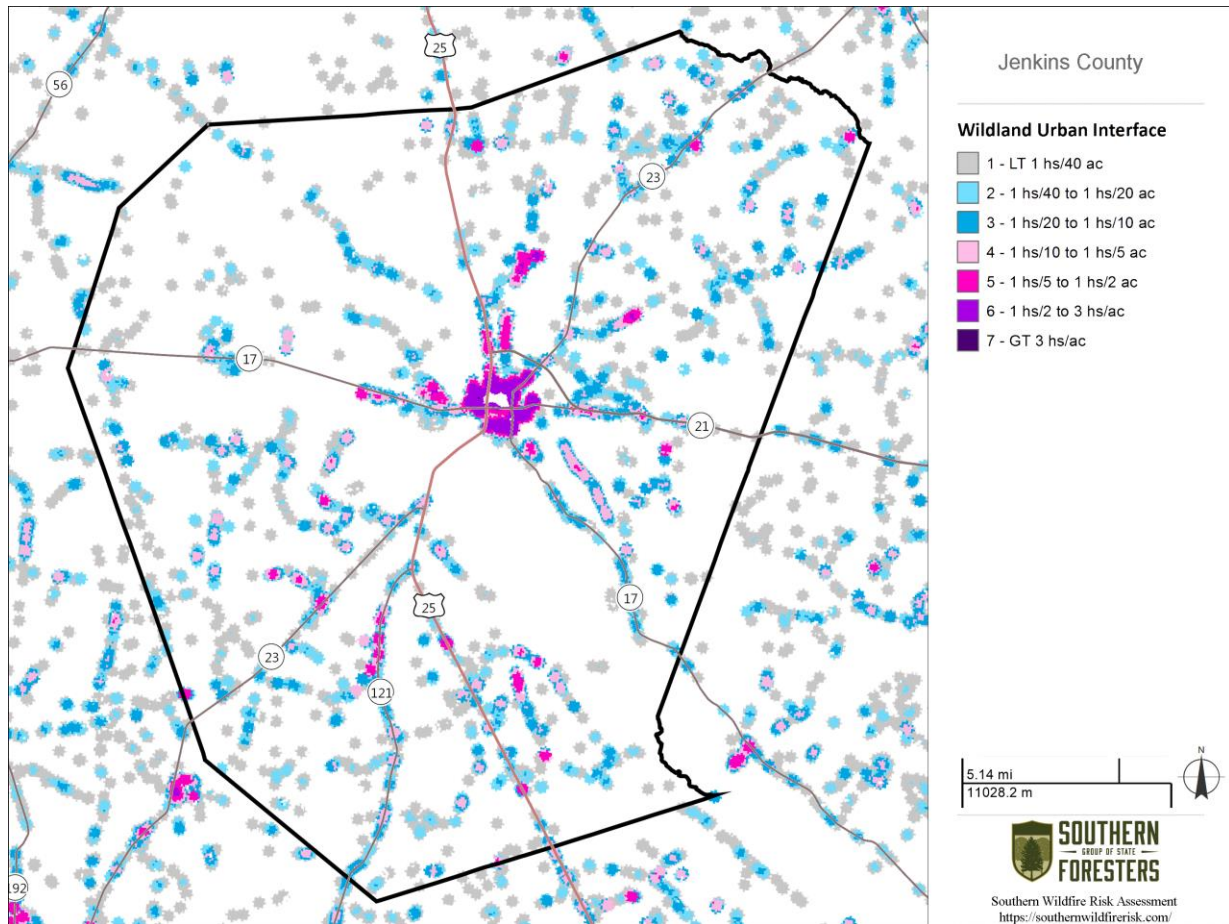 25
56
23
17
21
17
25
23
121
192
Jenkins County
Wildland Urban Interface
1 - LT 1 hs/40 ac
2 - 1 hs/40 to 1 hs/20 ac
3 - 1 hs/20 to 1 hs/10 ac
4 - 1 hs/10 to 1 hs/5 ac
5 - 1 hs/5 to 1 hs/2 ac
6 - 1 hs/2 to 3 hs/ac
7 - GT 3 hs/ac
5.14 mi
11028.2 m
N
SOUTHERN
GROUP OF STATE
FORESTERS
Southern Wildfire Risk Assessment
https://southernwildfirerisk.com/